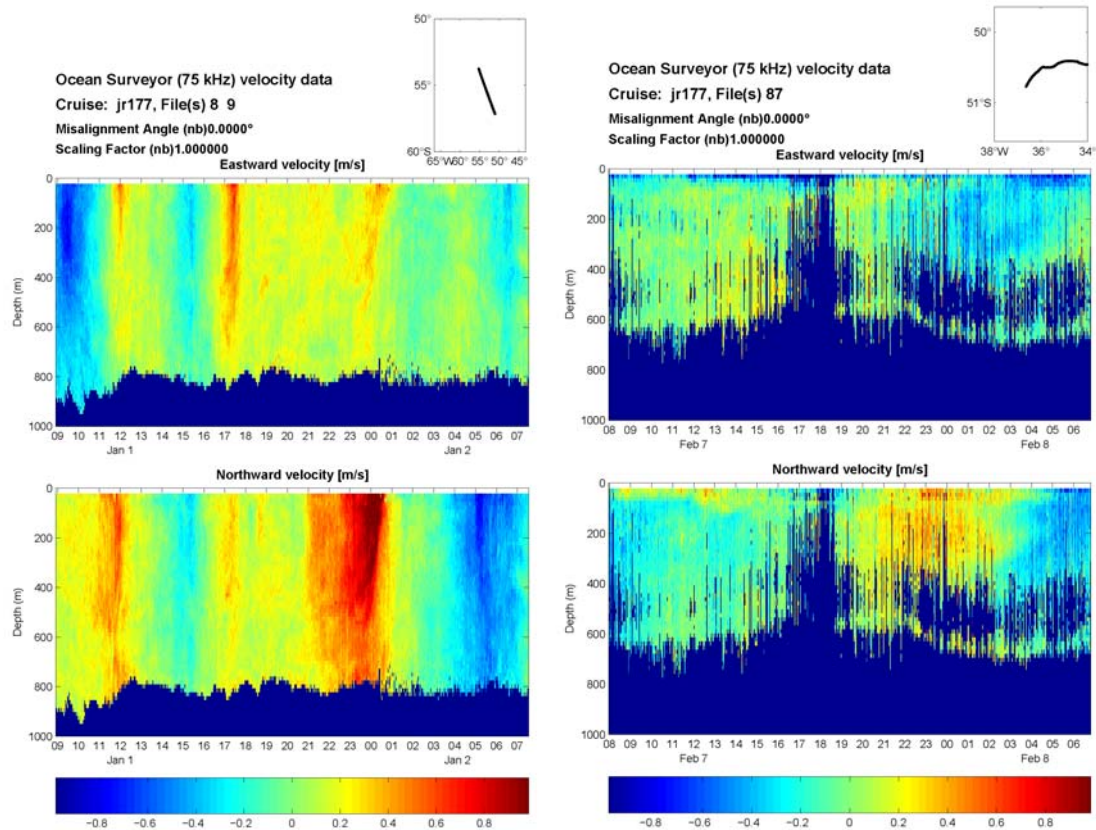 50°
55°
60°S
65°W60° 55° 50° 45°
Ocean Surveyor (75 kHz) velocity data
Cruise: jr177, File(s) 8 9
Misalignment Angle (nb)0.0000°
Scaling Factor (nb)1.000000
Eastward velocity [m/s]
0
200
400
600
800
1000
Depth (m)
09 10 11 12 13 14 15 16 17 18 19 20 21 22 23 00 01 02 03 04 05 06 07
Jan 1 Jan 2
Northward velocity [m/s]
0
200
400
600
800
1000
Depth (m)
09 10 11 12 13 14 15 16 17 18 19 20 21 22 23 00 01 02 03 04 05 06 07
Jan 1 Jan 2
−0.8 −0.6 −0.4 −0.2 0 0.2 0.4 0.6 0.8
50°
51°S
38°W 36° 34°
Ocean Surveyor (75 kHz) velocity data
Cruise: jr177, File(s) 87
Misalignment Angle (nb)0.0000°
Scaling Factor (nb)1.000000
Eastward velocity [m/s]
0
200
400
600
800
1000
Depth (m)
08 09 10 11 12 13 14 15 16 17 18 19 20 21 22 23 00 01 02 03 04 05 06
Feb 7 Feb 8
Northward velocity [m/s]
0
200
400
600
800
1000
Depth (m)
08 09 10 11 12 13 14 15 16 17 18 19 20 21 22 23 00 01 02 03 04 05 06
Feb 7 Feb 8
−0.8 −0.6 −0.4 −0.2 0 0.2 0.4 0.6 0.8